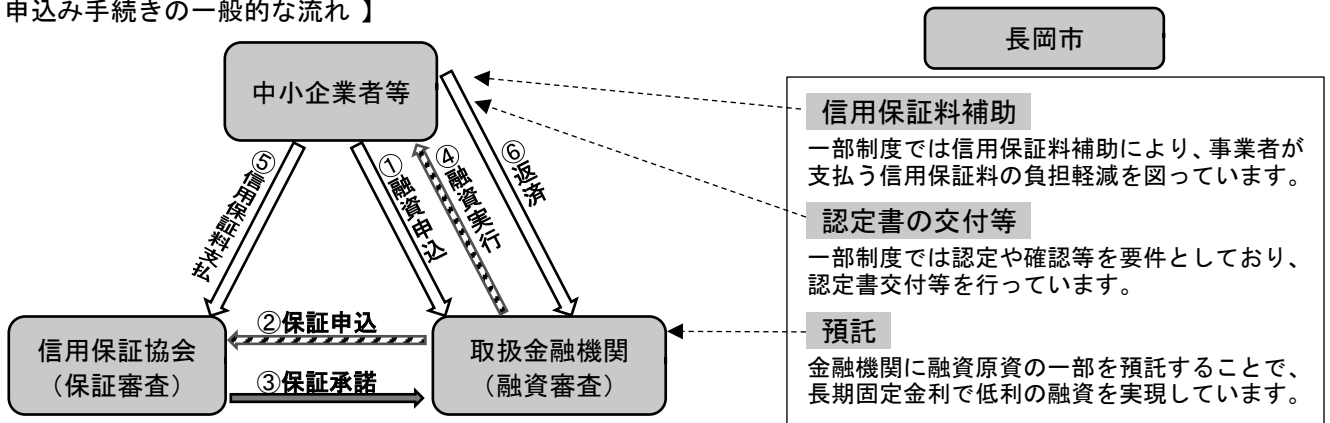 申込み手続きの一般的な流れ 】
長岡市
中小企業者等
⑤信用保証料支払
①融資申込
④融資実行
⑥返済
②保証申込
③保証承諾
信用保証協会
（保証審査）
取扱金融機関
（融資審査）
信用保証料補助
一部制度では信用保証料補助により、事業者が
支払う信用保証料の負担軽減を図っています。
認定書の交付等
一部制度では認定や確認等を要件としており、
認定書交付等を行っています。
預託
金融機関に融資原資の一部を預託することで、
長期固定金利で低利の融資を実現しています。